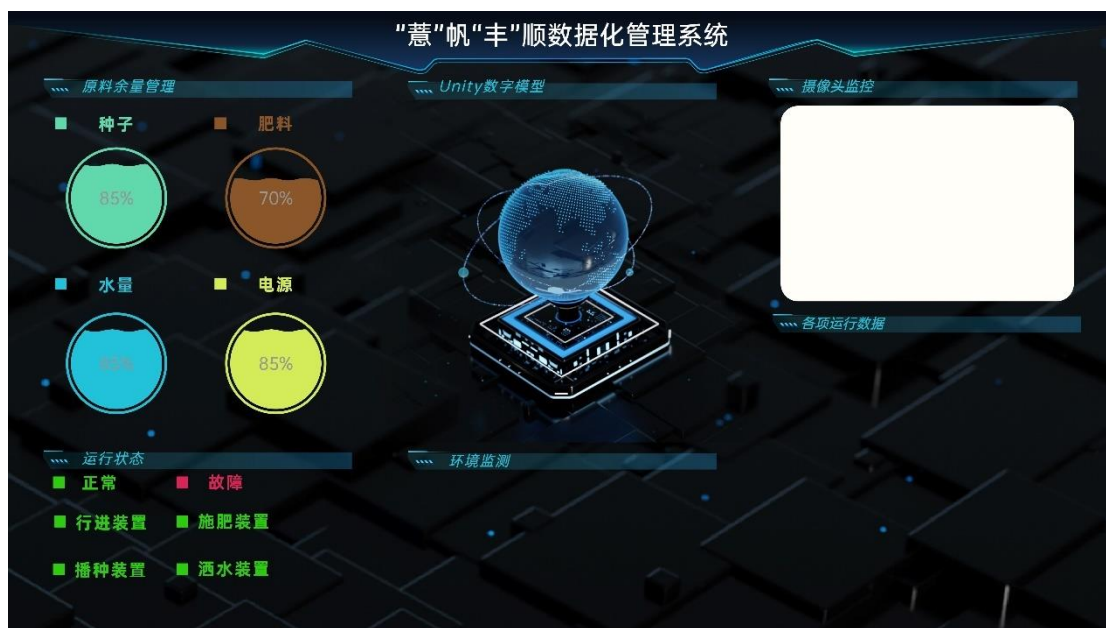 “薏”帆“丰”顺数据化管理系统
原料余量管理
种子
肥料
85%
70%
水量
电源
85%
85%
运行状态
正常
故障
行进装置
施肥装置
播种装置
洒水装置
Unity数字模型
环境监测
摄像头监控
各项运行数据